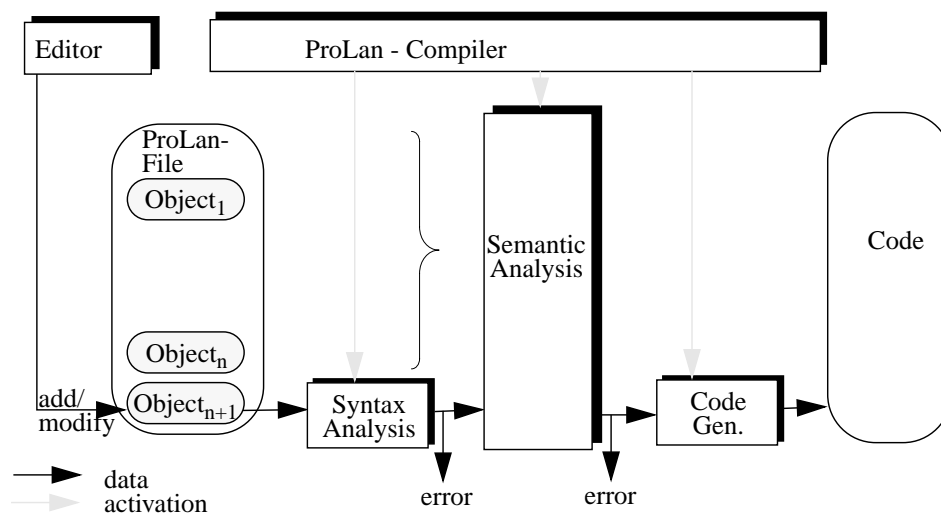 Editor
ProLan - Compiler
ProLan-
File
Object1
Semantic
Analysis
Code
Objectn
Objectn+1
add/
modify
Syntax
Analysis
Code
Gen.
data
activation
error
error